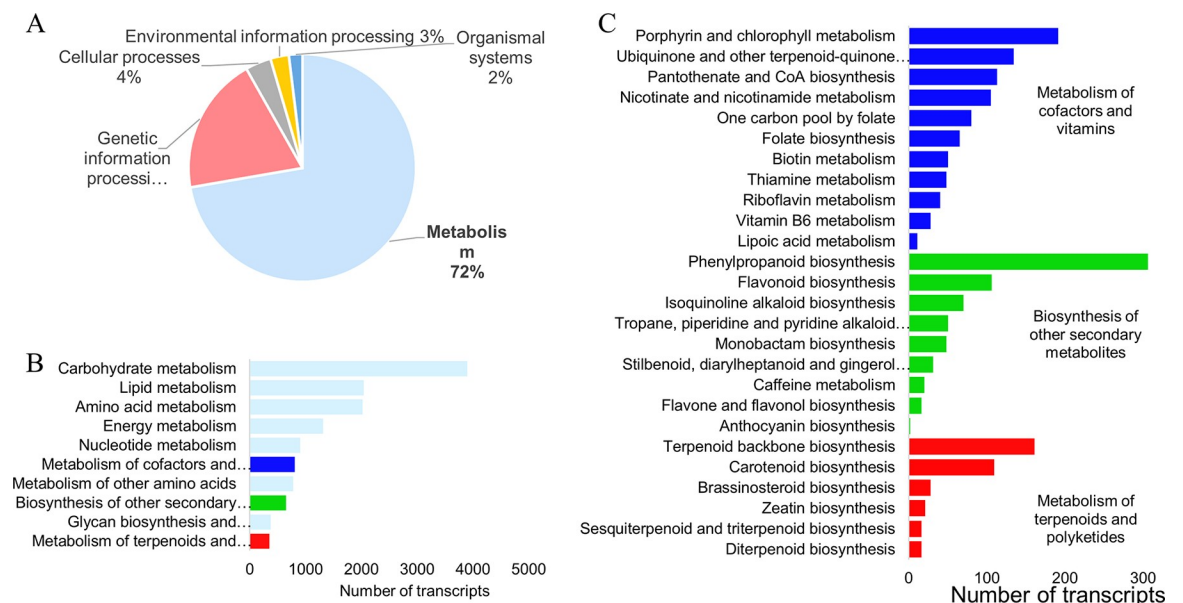 A
Environmental information processing 3%
Cellular processes
4%
Organismal
systems
2%
Genetic
information
processi…
Metabolis
m
72%
B
Carbohydrate metabolism
Lipid metabolism
Amino acid metabolism
Energy metabolism
Nucleotide metabolism
Metabolism of cofactors and…
Metabolism of other amino acids
Biosynthesis of other secondary…
Glycan biosynthesis and…
Metabolism of terpenoids and…
0 1000 2000 3000 4000 5000
Number of transcripts
C
Porphyrin and chlorophyll metabolism
Ubiquinone and other terpenoid-quinone…
Pantothenate and CoA biosynthesis
Nicotinate and nicotinamide metabolism
One carbon pool by folate
Folate biosynthesis
Biotin metabolism
Thiamine metabolism
Riboflavin metabolism
Vitamin B6 metabolism
Lipoic acid metabolism
Phenylpropanoid biosynthesis
Flavonoid biosynthesis
Isoquinoline alkaloid biosynthesis
Tropane, piperidine and pyridine alkaloid…
Monobactam biosynthesis
Stilbenoid, diarylheptanoid and gingerol…
Caffeine metabolism
Flavone and flavonol biosynthesis
Anthocyanin biosynthesis
Terpenoid backbone biosynthesis
Carotenoid biosynthesis
Brassinosteroid biosynthesis
Zeatin biosynthesis
Sesquiterpenoid and triterpenoid biosynthesis
Diterpenoid biosynthesis
Metabolism of
cofactors and
vitamins
Biosynthesis of
other secondary
metabolites
Metabolism of
terpenoids and
polyketides
0 100 200 300
Number of transcripts